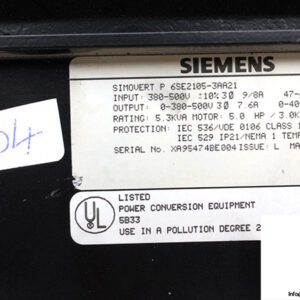 SIEMENS
SIMOVERT P 6SE2105-3AA21
INPUT: 380-500V ±10% 3Ø 9/8A 47-
OUTPUT: 0-380-500V 3Ø 7.6A 0-40
RATING: 5.3KVA MOTOR: 5.0 HP / 3.0K
PROTECTION: IEC 536/VDE 0106 CLASS 1
IEC 529 IP21/NEMA 1 TEMP
SERIAL No. XA95474BE004 ISSUE: L MA
04
UL
LISTED
POWER CONVERSION EQUIPMENT
5B33
USE IN A POLLUTION DEGREE 2